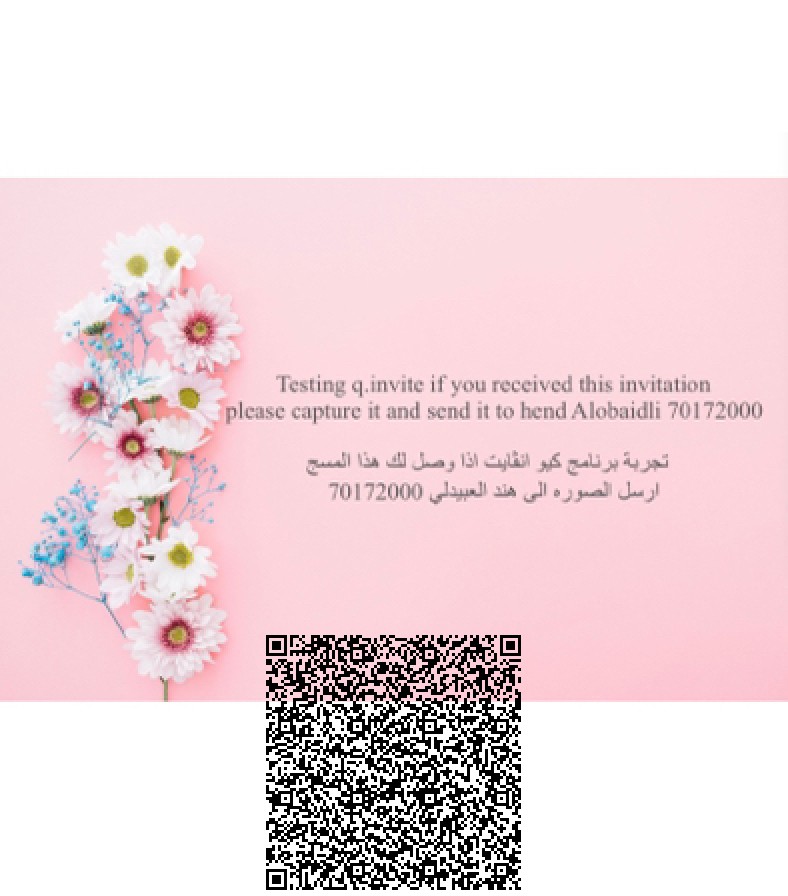 Testing q.invite if you received this invitation
please capture it and send it to hend Alobaidli 70172000
تجربة برنامج كيو انڤايت اذا وصل لك هذا المسج
ارسل الصوره الى هند العبيدلي 70172000